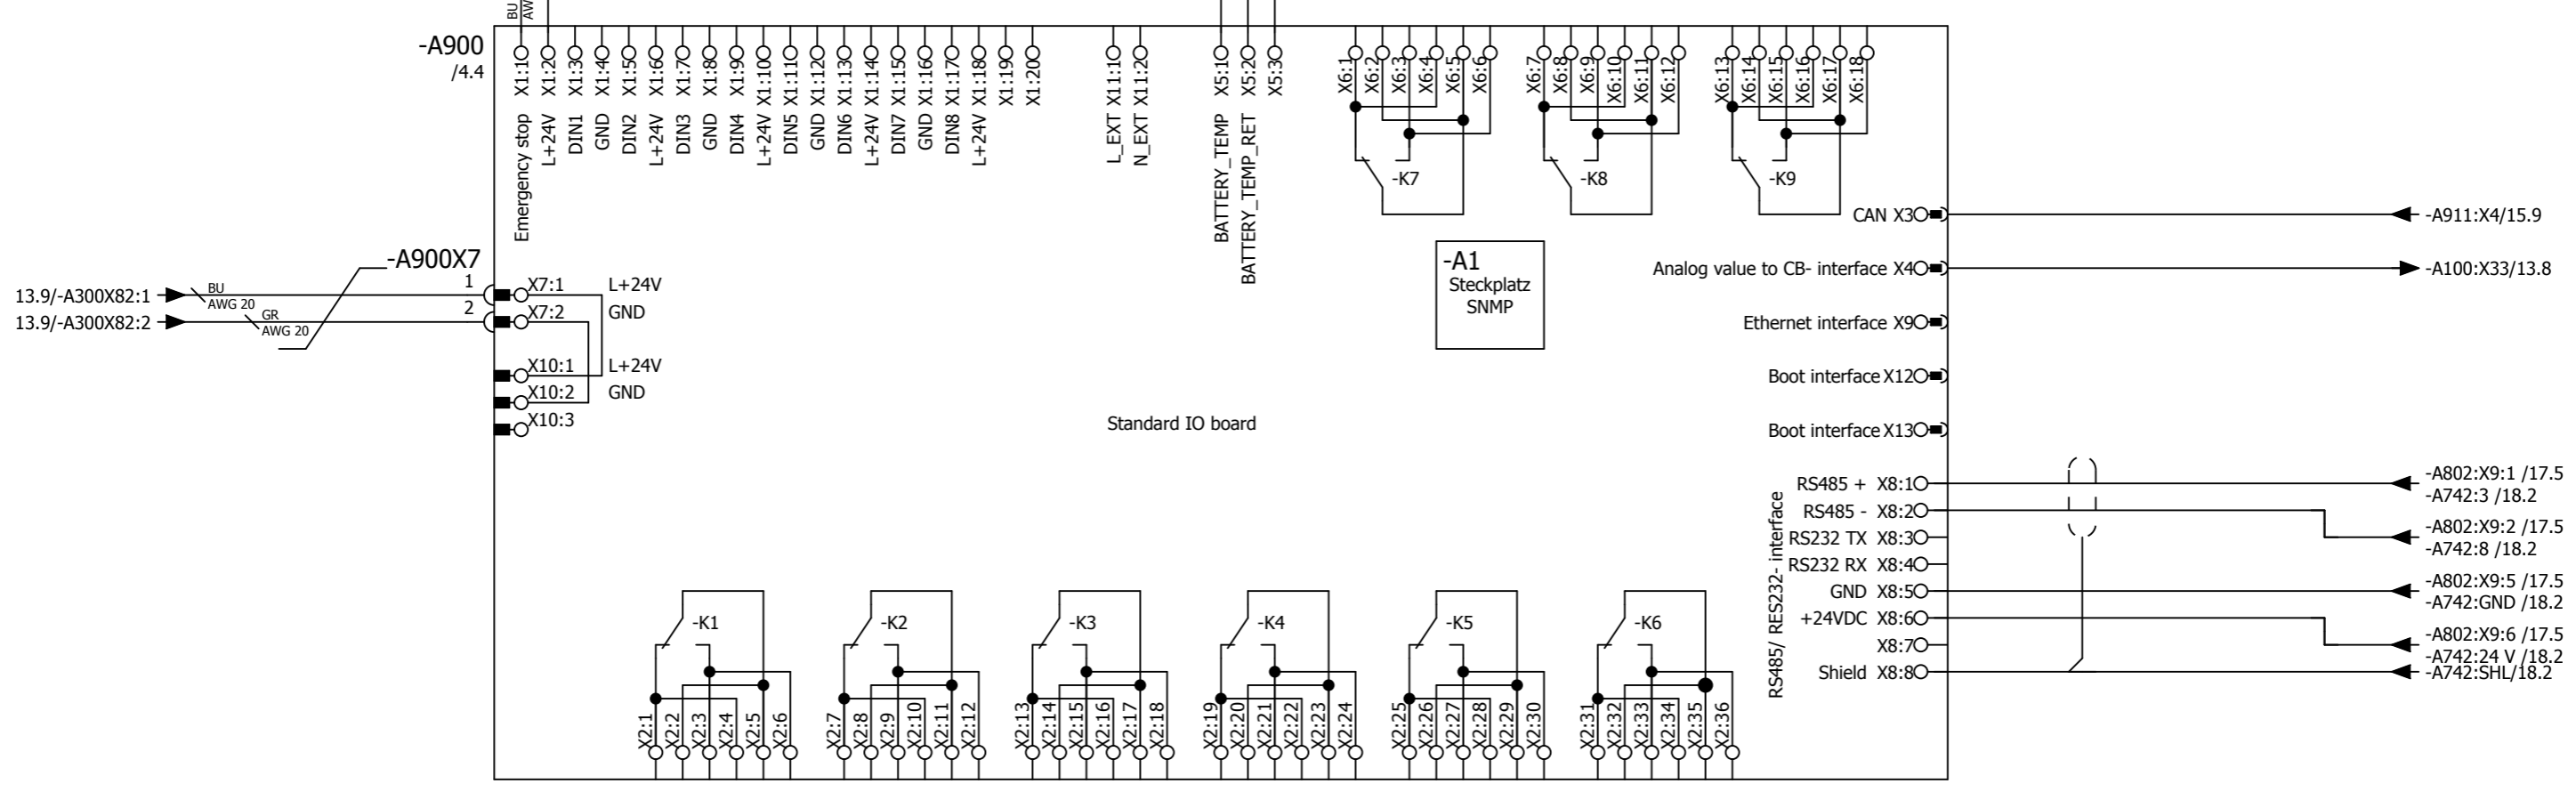 BU
AW
-A900
/4.4
X1:1
X1:2
X1:3
X1:4
X1:5
X1:6
X1:7
X1:8
X1:9
X1:10
X1:11
X1:12
X1:13
X1:14
X1:15
X1:16
X1:17
X1:18
X1:19
X1:20
X11:1
X11:2
X5:1
X5:2
X5:3
X6:1
X6:2
X6:3
X6:4
X6:5
X6:6
X6:7
X6:8
X6:9
X6:10
X6:11
X6:12
X6:13
X6:14
X6:15
X6:16
X6:17
X6:18
Emergency stop
L+24V
DIN1
GND
DIN2
L+24V
DIN3
GND
DIN4
L+24V
DIN5
GND
DIN6
L+24V
DIN7
GND
DIN8
L+24V
L_EXT
N_EXT
BATTERY_TEMP
BATTERY_TEMP_RET
-K7
-K8
-K9
CAN X3
-A911:X4/15.9
-A900X7
-A1
Steckplatz
SNMP
Analog value to CB- interface X4
-A100:X33/13.8
13.9/-A300X82:1
BU
AWG 20
1
X7:1
L+24V
13.9/-A300X82:2
GR
AWG 20
2
X7:2
GND
Ethernet interface X9
X10:1
L+24V
X10:2
GND
X10:3
Boot interface X12
Standard IO board
Boot interface X13
RS485/ RES232- interface
RS485 + X8:1
-A802:X9:1 /17.5
-A742:3 /18.2
RS485 - X8:2
RS232 TX X8:3
-A802:X9:2 /17.5
-A742:8 /18.2
RS232 RX X8:4
GND X8:5
-A802:X9:5 /17.5
-A742:GND /18.2
+24VDC X8:6
X8:7
-A802:X9:6 /17.5
-A742:24 V /18.2
Shield X8:8
-A742:SHL/18.2
-K1
-K2
-K3
-K4
-K5
-K6
X2:1
X2:2
X2:3
X2:4
X2:5
X2:6
X2:7
X2:8
X2:9
X2:10
X2:11
X2:12
X2:13
X2:14
X2:15
X2:16
X2:17
X2:18
X2:19
X2:20
X2:21
X2:22
X2:23
X2:24
X2:25
X2:26
X2:27
X2:28
X2:29
X2:30
X2:31
X2:32
X2:33
X2:34
X2:35
X2:36